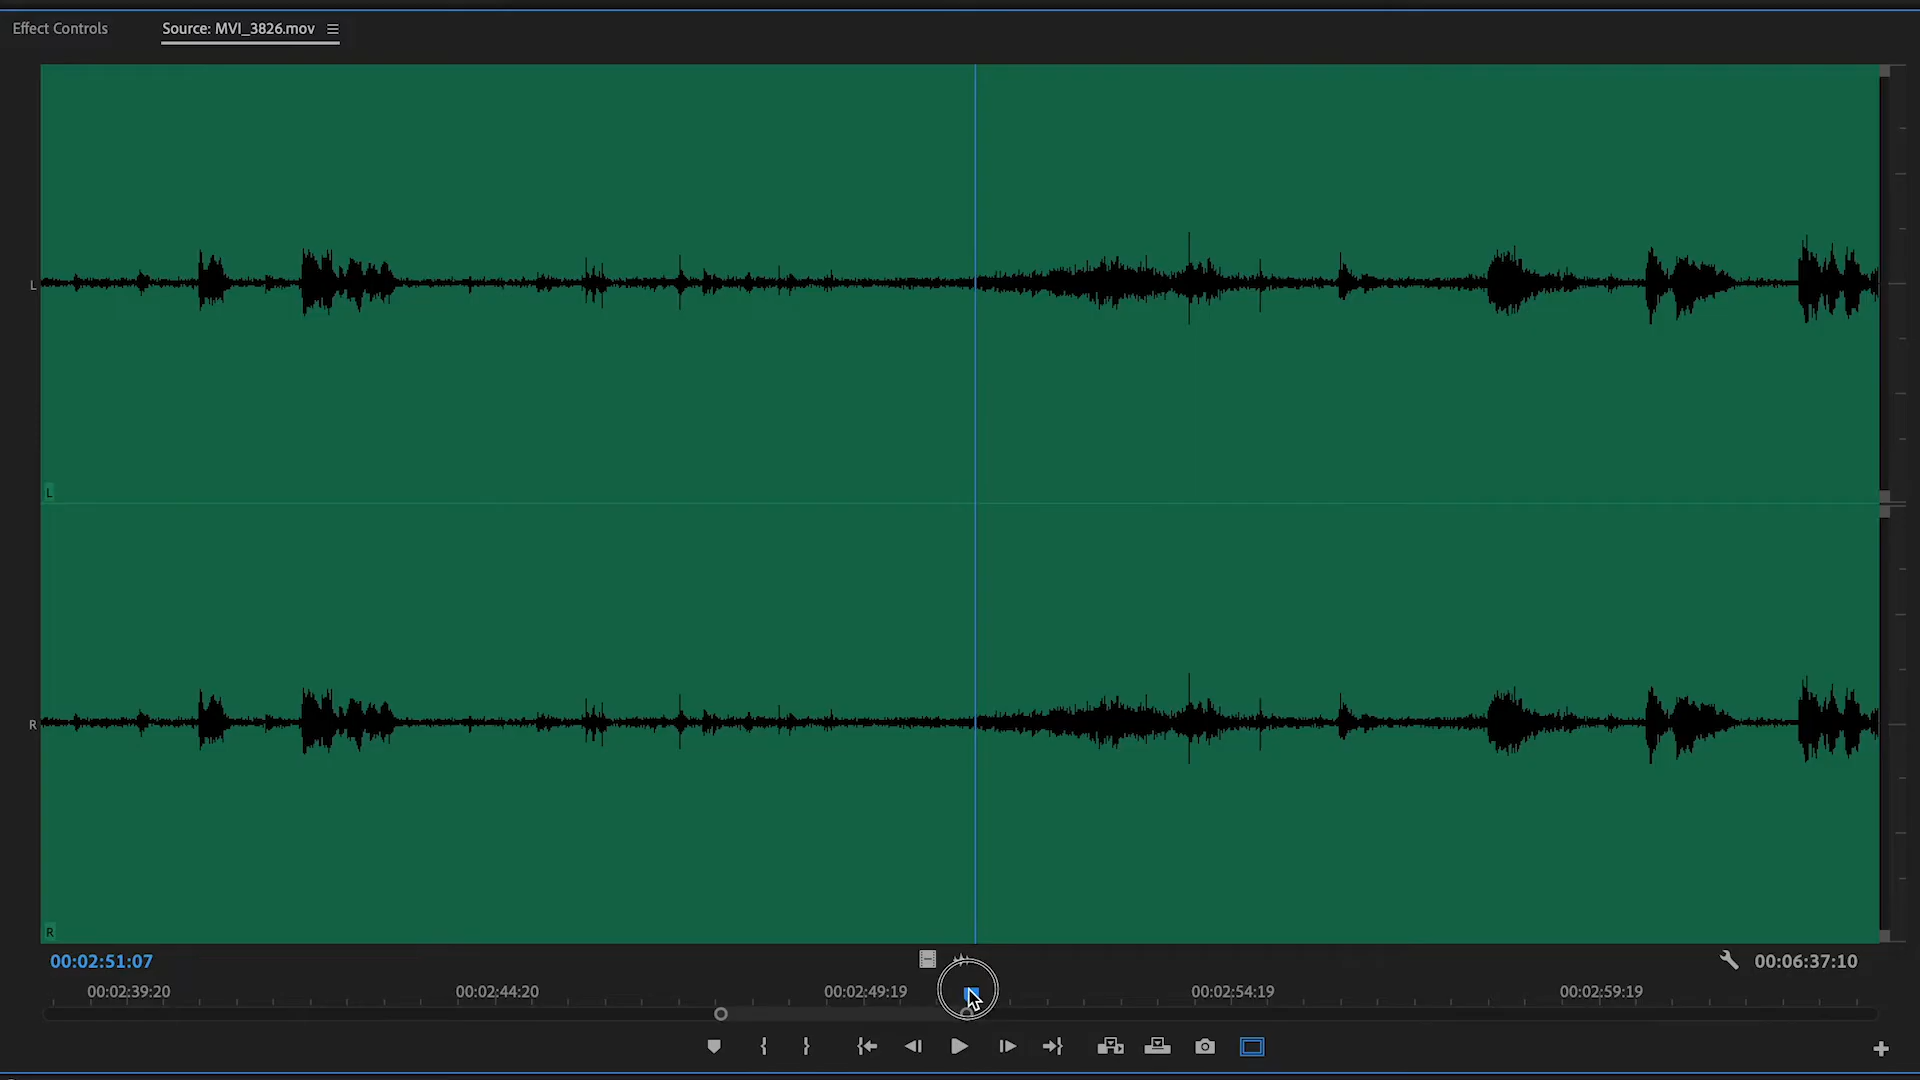 Effect Controls
Source: MVI_3826.mov
L
L
R
R
00:02:51:07
00:06:37:10
00:02:39:20
00:02:44:20
00:02:49:19
00:02:54:19
00:02:59:19